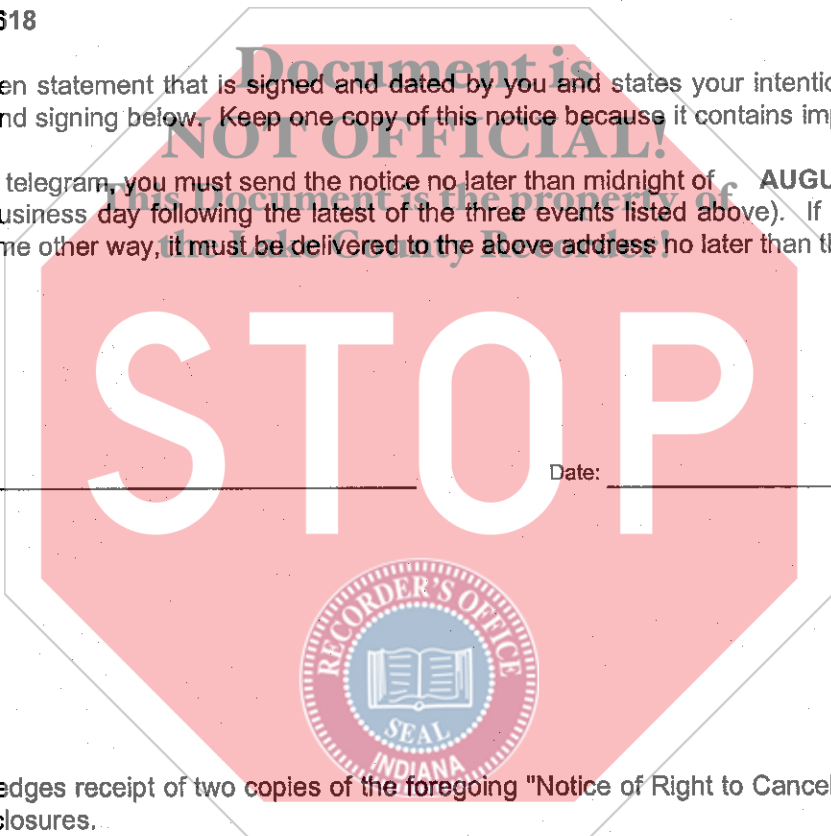 618
Document is
en statement that is signed and dated by you and states your intentio
nd signing below. Keep one copy of this notice because it contains imp
NOT OFFICIAL!
telegram, you must send the notice no later than midnight of AUGU
This Document is the property of
usiness day following the latest of the three events listed above). If
me other way, it must be delivered to the above address no later than th
the Lake County Recorder!
STOP
Date:
RECORDER'S OFFICE
SEAL
INDIANA
edges receipt of two copies of the foregoing "Notice of Right to Cancel
closures.